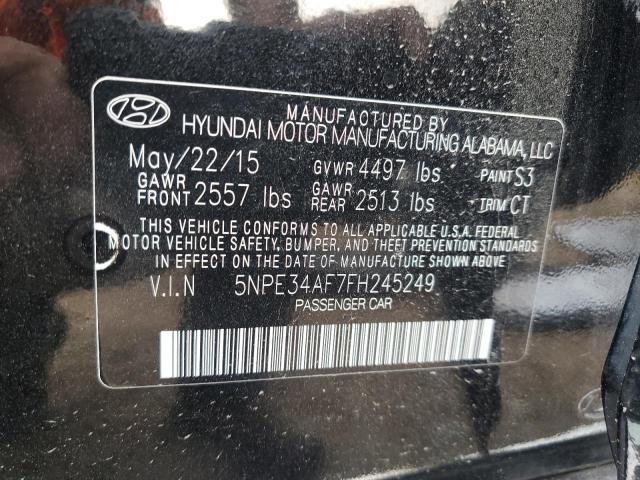 MANUFACTURED BY
HYUNDAI MOTOR MANUFACTURING ALABAMA, LLC
May/22/15 GVWR 4497 lbs PAINT S3
GAWR FRONT 2557 lbs GAWR REAR 2513 lbs TRIM CT
THIS VEHICLE CONFORMS TO ALL APPLICABLE U.S.A. FEDERAL
MOTOR VEHICLE SAFETY, BUMPER, AND THEFT PREVENTION STANDARDS
IN EFFECT ON THE DATE OF MANUFACTURE SHOWN ABOVE.
V.I.N 5NPE34AF7FH245249
PASSENGER CAR